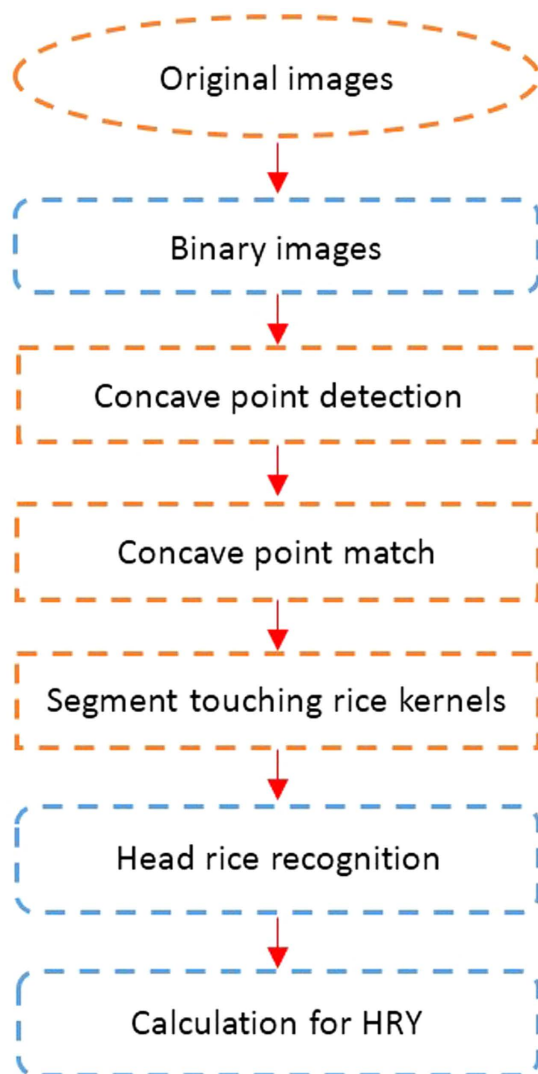 Original images
Binary images
Concave point detection
Concave point match
Segment touching rice kernels
Head rice recognition
Calculation for HRY